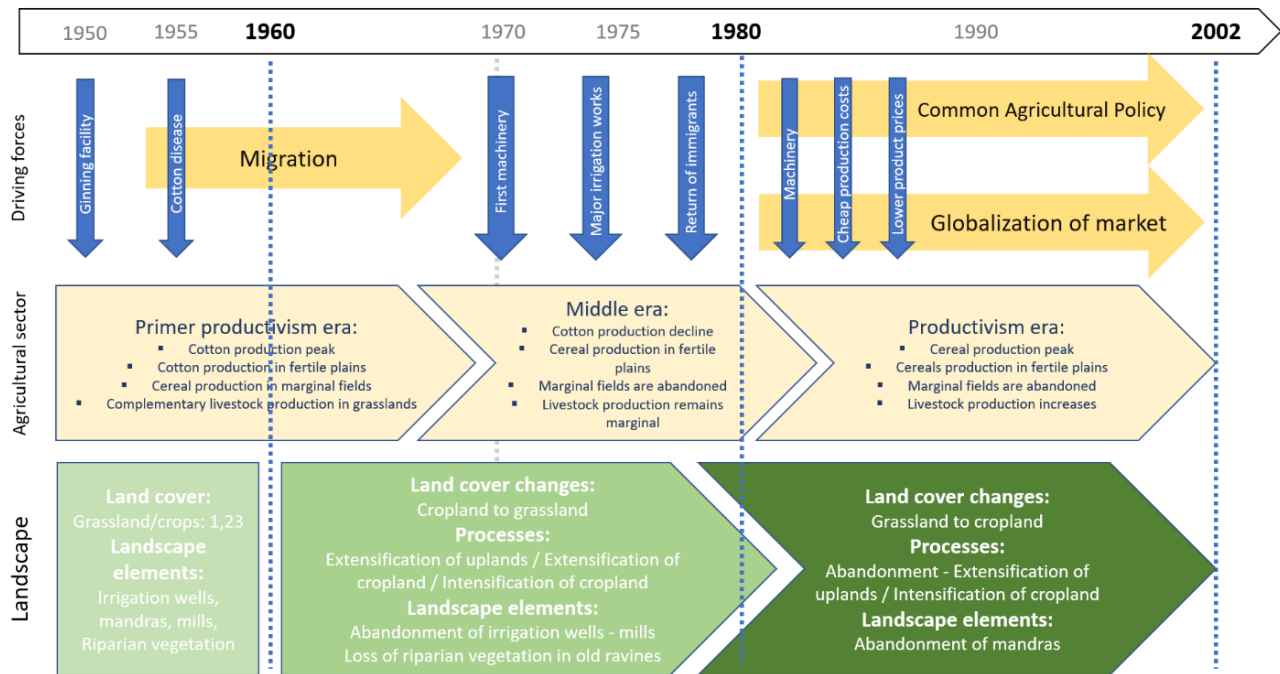 1950
1955
1960
1970
1975
1980
1990
2002
Driving forces
Ginning facility
Cotton disease
Migration
First machinery
Major irrigation works
Return of immigrants
Machinery
Cheap production costs
Lower product prices
Common Agricultural Policy
Globalization of market
Agricultural sector
Primer productivism era:
▪ Cotton production peak
▪ Cotton production in fertile plains
▪ Cereal production in marginal fields
▪ Complementary livestock production in grasslands
Middle era:
▪ Cotton production decline
▪ Cereal production in fertile
plains
▪ Marginal fields are abandoned
▪ Livestock production remains
marginal
Productivism era:
▪ Cereal production peak
▪ Cereals production in fertile plains
▪ Marginal fields are abandoned
▪ Livestock production increases
Landscape
Land cover:
Grassland/crops: 1,23
Landscape
elements:
Irrigation wells,
mandras, mills,
Riparian vegetation
Land cover changes:
Cropland to grassland
Processes:
Extensification of uplands / Extensification of
cropland / Intensification of cropland
Landscape elements:
Abandonment of irrigation wells - mills
Loss of riparian vegetation in old ravines
Land cover changes:
Grassland to cropland
Processes:
Abandonment - Extensification of
uplands / Intensification of cropland
Landscape elements:
Abandonment of mandras